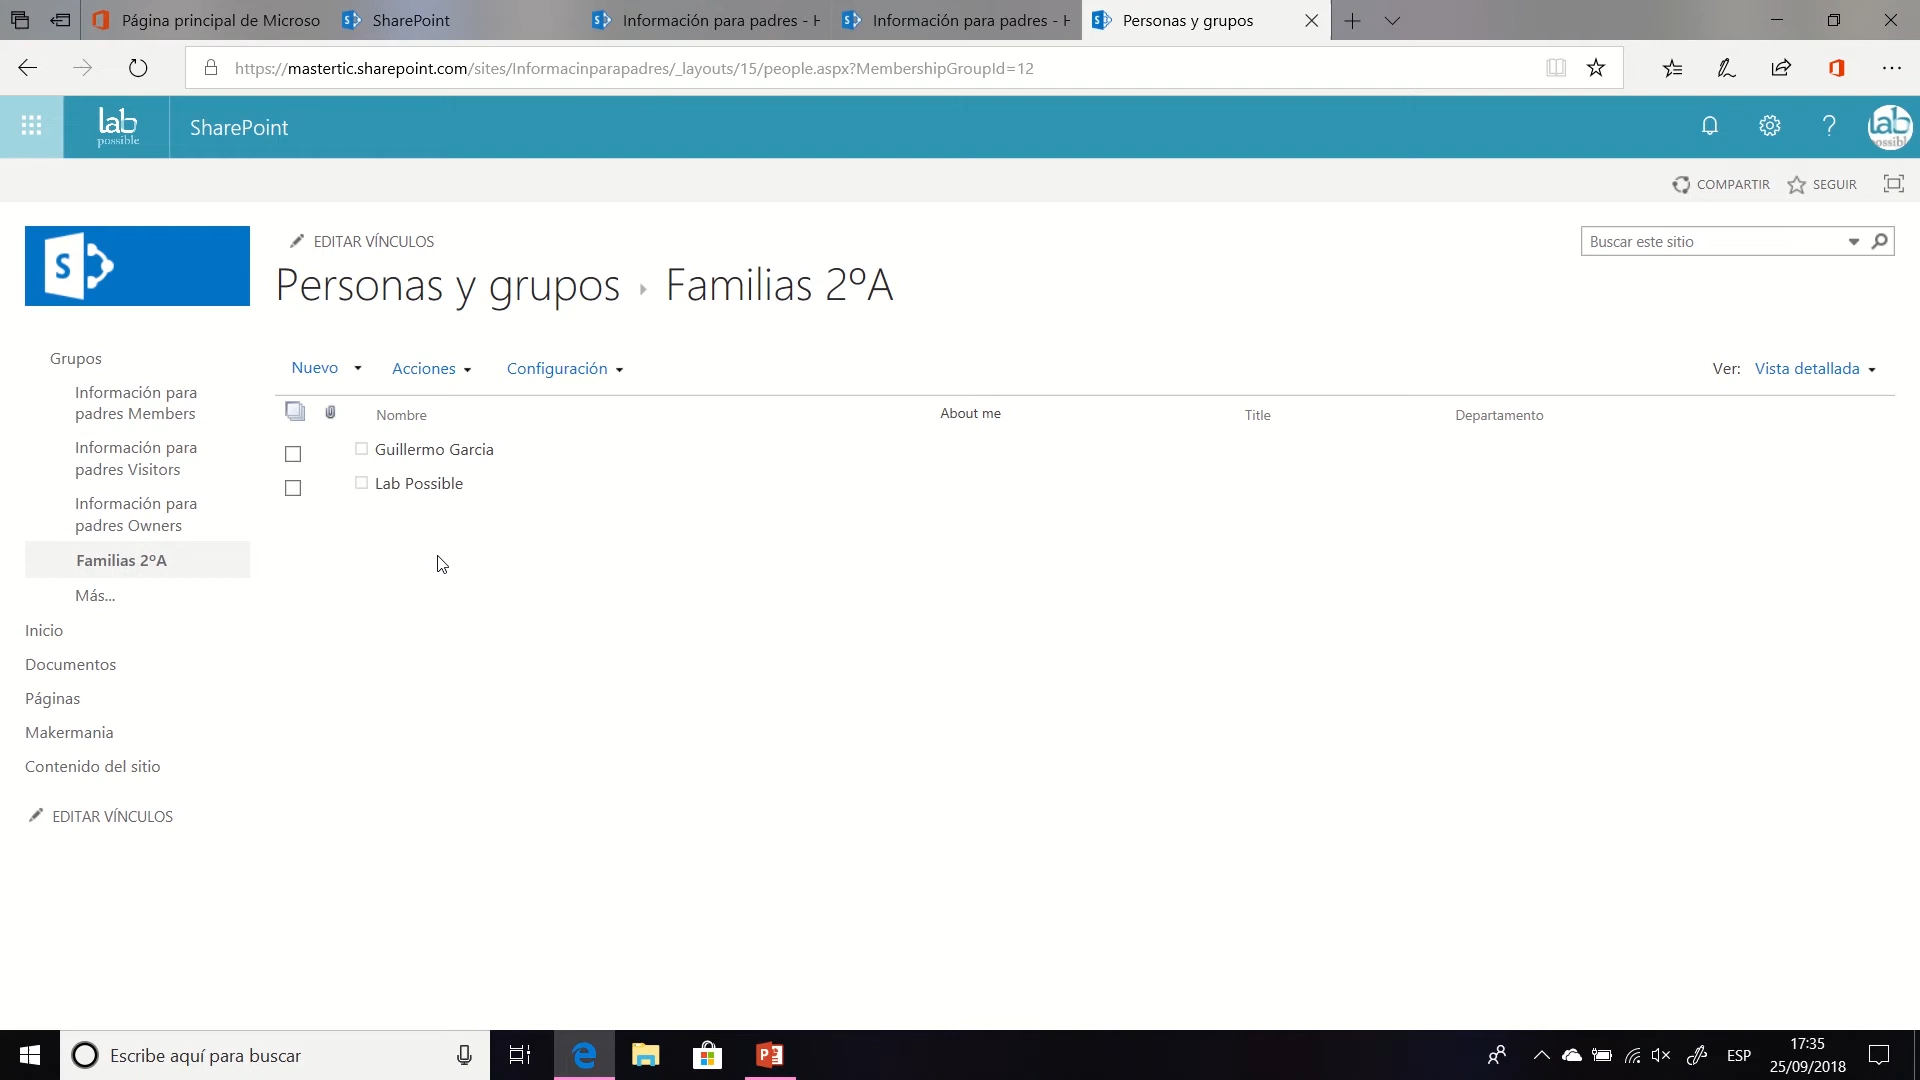 Página principal de Microso
SharePoint
Información para padres - H
Información para padres - H
Personas y grupos
https://mastertic.sharepoint.com/sites/Informacinparapadres/_layouts/15/people.aspx?MembershipGroupId=12
lab
possible
SharePoint
lab
possible
COMPARTIR
SEGUIR
S
EDITAR VÍNCULOS
Buscar este sitio
Personas y grupos
Familias 2ºA
Grupos
Información para
padres Members
Información para
padres Visitors
Información para
padres Owners
Familias 2ºA
Más...
Inicio
Documentos
Páginas
Makermania
Contenido del sitio
EDITAR VÍNCULOS
Nuevo
Acciones
Configuración
Ver: Vista detallada
Nombre
About me
Title
Departamento
Guillermo Garcia
Lab Possible
Escribe aquí para buscar
ESP
17:35
25/09/2018